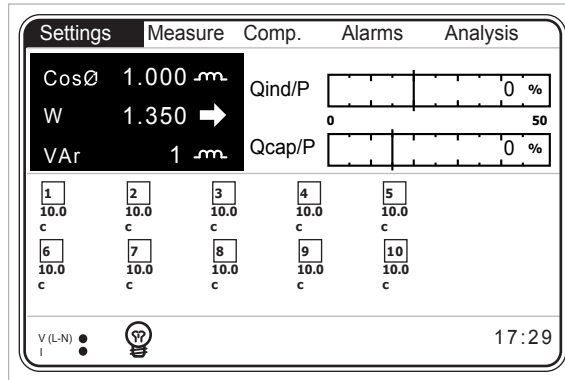 Settings Measure Comp. Alarms Analysis
CosØ 1.000
W 1.350
VAr 1
Qind/P 0 %
0 50
Qcap/P 0 %
1 2 3 4 5
10.0 10.0 10.0 10.0 10.0
c c c c c
6 7 8 9 10
10.0 10.0 10.0 10.0 10.0
c c c c c
V (L-N)
I
17:29